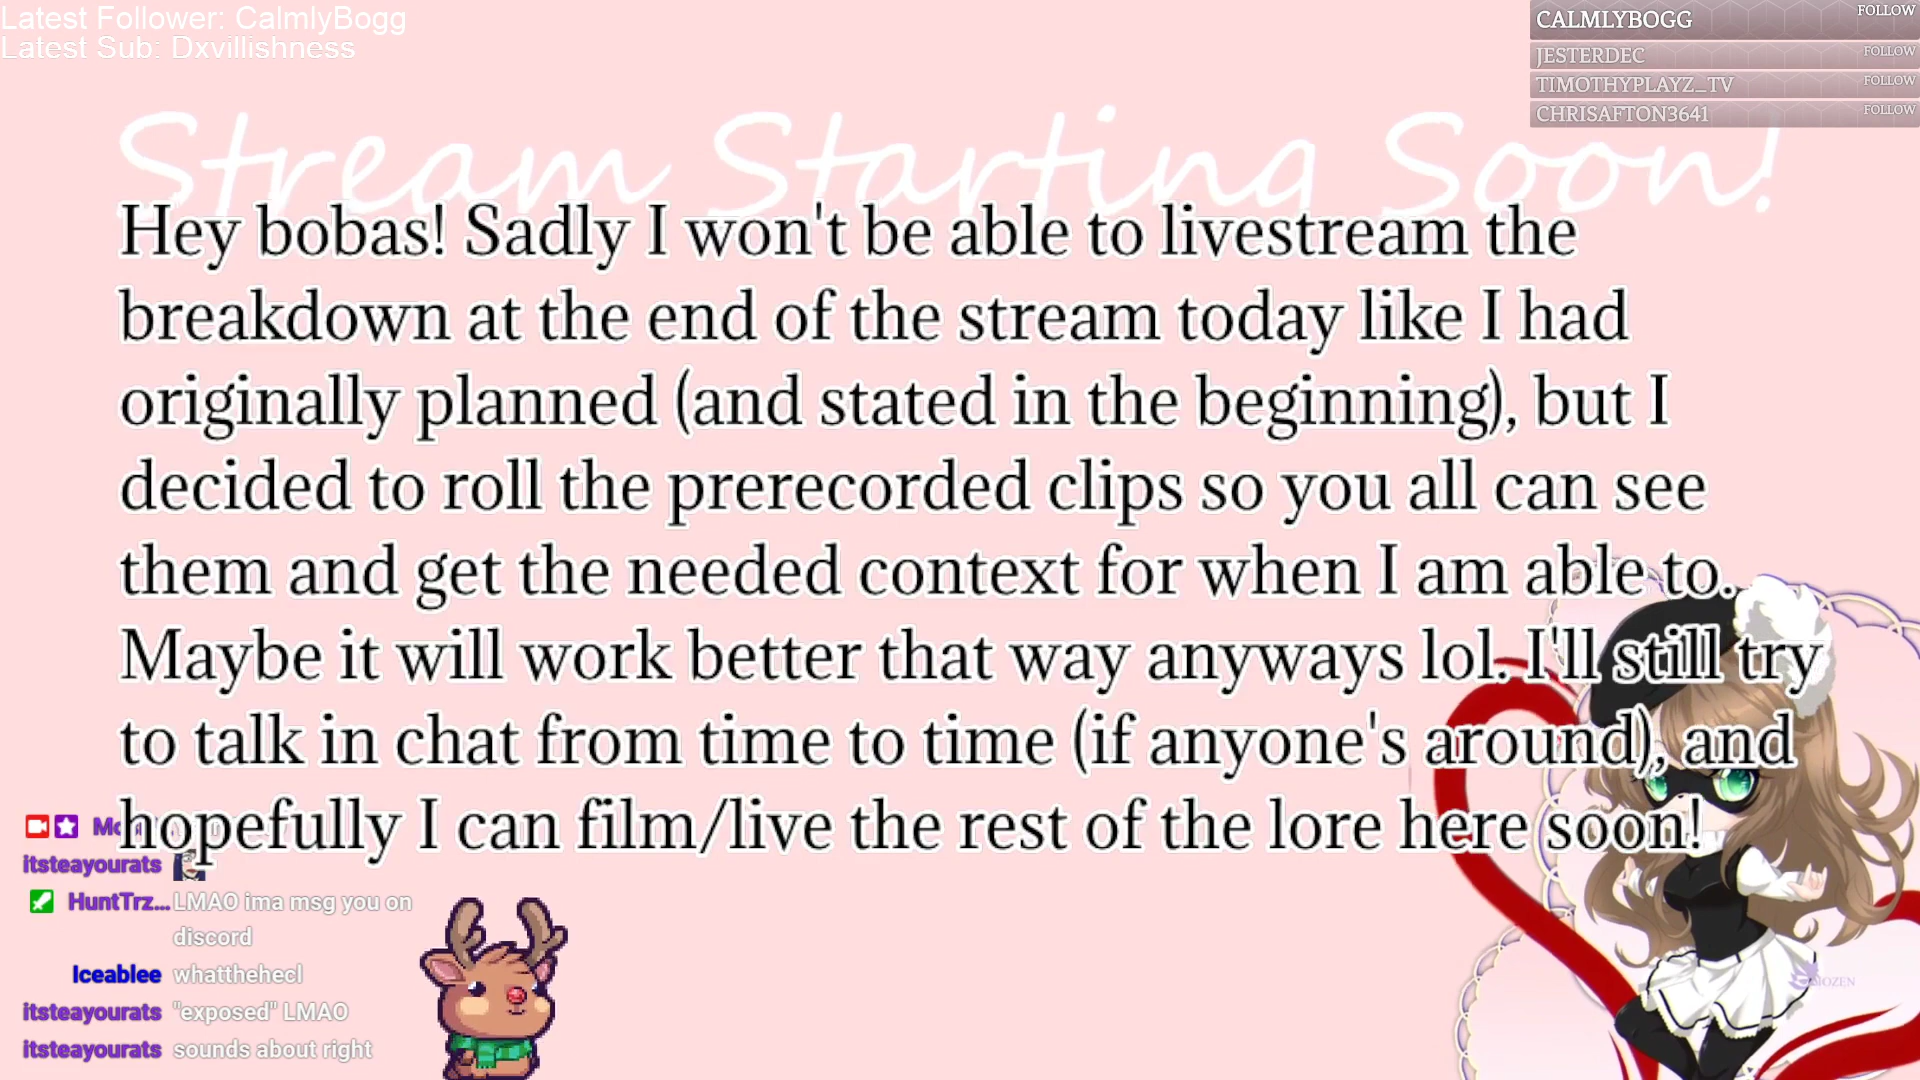 Latest Follower: CalmlyBogg
Latest Sub: Dxvillishness
CALMLYBOGG FOLLOW
JESTERDEC FOLLOW
TIMOTHYPLAYZ_TV FOLLOW
CHRISAFTON3641 FOLLOW
Stream Starting Soon!
Hey bobas! Sadly I won't be able to livestream the
breakdown at the end of the stream today like I had
originally planned (and stated in the beginning), but I
decided to roll the prerecorded clips so you all can see
them and get the needed context for when I am able to.
Maybe it will work better that way anyways lol. I'll still try
to talk in chat from time to time (if anyone's around), and
hopefully I can film/live the rest of the lore here soon!
itsteayourats
HuntTrz... LMAO ima msg you on
discord
Iceablee whatthehecl
itsteayourats "exposed" LMAO
itsteayourats sounds about right